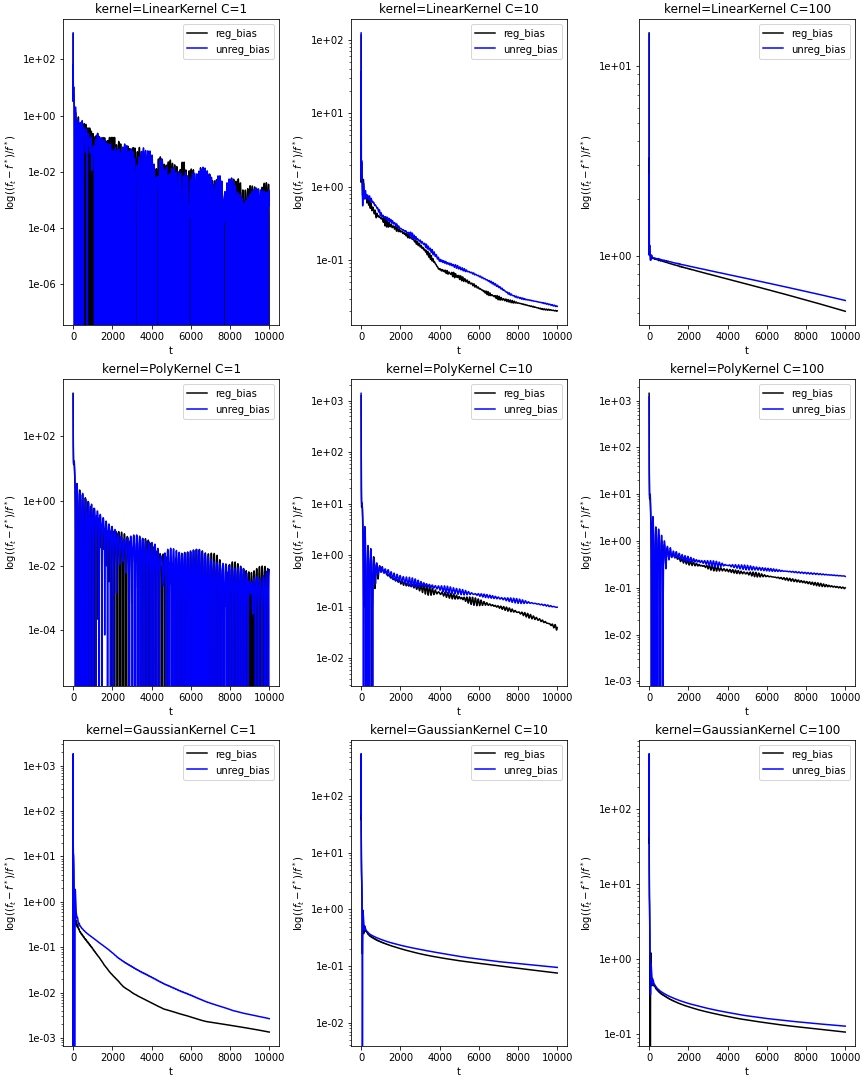 kernel=LinearKernel C=1
log((f_t − f*)/f*)
1e+02
1e+00
1e-02
1e-04
1e-06
reg_bias
unreg_bias
0 2000 4000 6000 8000 10000
t
kernel=LinearKernel C=10
log((f_t − f*)/f*)
1e+02
1e+01
1e+00
1e-01
reg_bias
unreg_bias
0 2000 4000 6000 8000 10000
t
kernel=LinearKernel C=100
log((f_t − f*)/f*)
1e+01
1e+00
reg_bias
unreg_bias
0 2000 4000 6000 8000 10000
t
kernel=PolyKernel C=1
log((f_t − f*)/f*)
1e+02
1e+00
1e-02
1e-04
reg_bias
unreg_bias
0 2000 4000 6000 8000 10000
t
kernel=PolyKernel C=10
log((f_t − f*)/f*)
1e+03
1e+02
1e+01
1e+00
1e-01
1e-02
reg_bias
unreg_bias
0 2000 4000 6000 8000 10000
t
kernel=PolyKernel C=100
log((f_t − f*)/f*)
1e+03
1e+02
1e+01
1e+00
1e-01
1e-02
1e-03
reg_bias
unreg_bias
0 2000 4000 6000 8000 10000
t
kernel=GaussianKernel C=1
log((f_t − f*)/f*)
1e+03
1e+02
1e+01
1e+00
1e-01
1e-02
1e-03
reg_bias
unreg_bias
0 2000 4000 6000 8000 10000
t
kernel=GaussianKernel C=10
log((f_t − f*)/f*)
1e+02
1e+01
1e+00
1e-01
1e-02
reg_bias
unreg_bias
0 2000 4000 6000 8000 10000
t
kernel=GaussianKernel C=100
log((f_t − f*)/f*)
1e+02
1e+01
1e+00
1e-01
reg_bias
unreg_bias
0 2000 4000 6000 8000 10000
t